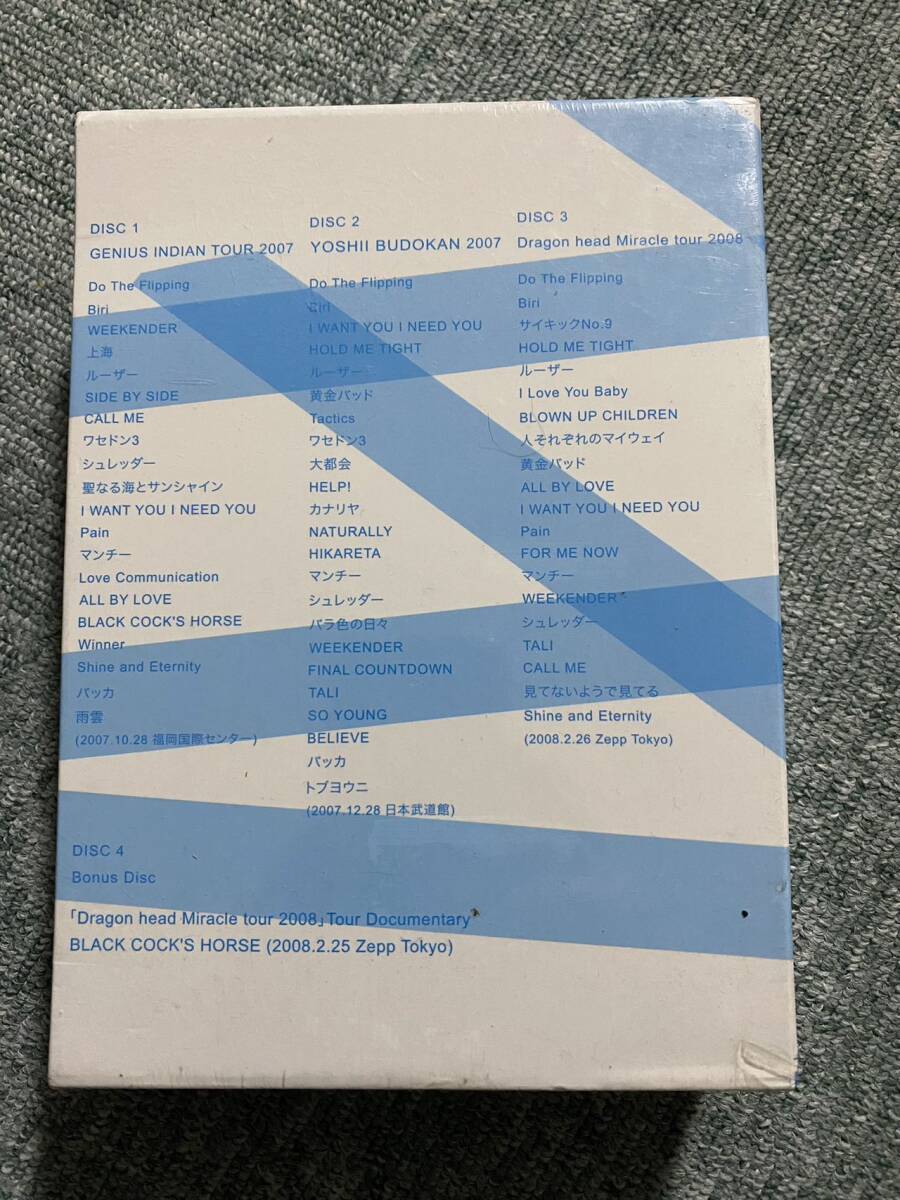 DISC 1
GENIUS INDIAN TOUR 2007
Do The Flipping
Biri
WEEKENDER
上海
ルーザー
SIDE BY SIDE
CALL ME
ワセドン3
シュレッダー
聖なる海とサンシャイン
I WANT YOU I NEED YOU
Pain
マンチー
Love Communication
ALL BY LOVE
BLACK COCK'S HORSE
Winner
Shine and Eternity
バッカ
雨雲
(2007.10.28 福岡国際センター)
DISC 2
YOSHII BUDOKAN 2007
Do The Flipping
Biri
I WANT YOU I NEED YOU
HOLD ME TIGHT
ルーザー
黄金バッド
Tactics
ワセドン3
大都会
HELP!
カナリヤ
NATURALLY
HIKARETA
マンチー
シュレッダー
バラ色の日々
WEEKENDER
FINAL COUNTDOWN
TALI
SO YOUNG
BELIEVE
バッカ
トブヨウニ
(2007.12.28 日本武道館)
DISC 3
Dragon head Miracle tour 2008
Do The Flipping
Biri
サイキックNo.9
HOLD ME TIGHT
ルーザー
I Love You Baby
BLOWN UP CHILDREN
人それぞれのマイウェイ
黄金バッド
ALL BY LOVE
I WANT YOU I NEED YOU
Pain
FOR ME NOW
マンチー
WEEKENDER
シュレッダー
TALI
CALL ME
見てないようで見てる
Shine and Eternity
(2008.2.26 Zepp Tokyo)
DISC 4
Bonus Disc
「Dragon head Miracle tour 2008」Tour Documentary
BLACK COCK'S HORSE (2008.2.25 Zepp Tokyo)